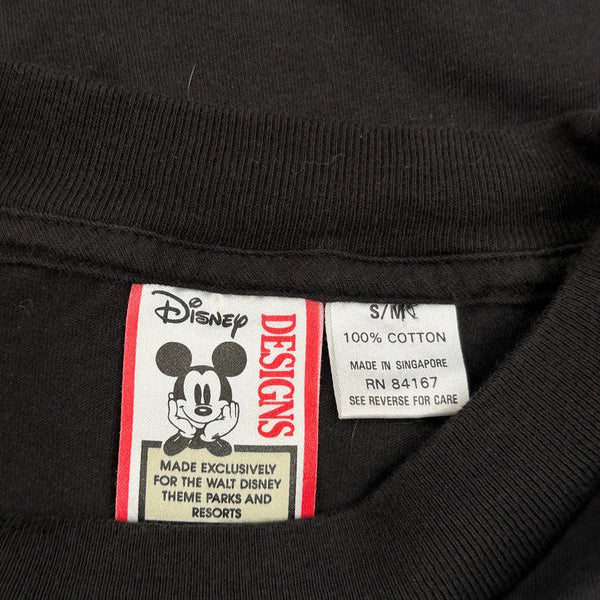 Disney
DESIGNS
MADE EXCLUSIVELY
FOR THE WALT DISNEY
THEME PARKS AND
RESORTS
S/M
100% COTTON
MADE IN SINGAPORE
RN 84167
SEE REVERSE FOR CARE